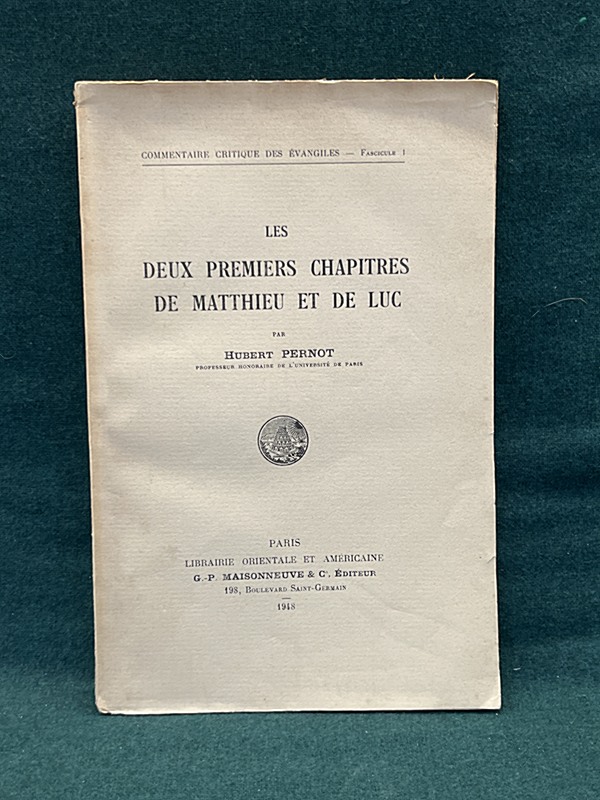 COMMENTAIRE CRITIQUE DES ÉVANGILES — FASCICULE 1
LES
DEUX PREMIERS CHAPITRES
DE MATTHIEU ET DE LUC
PAR
HUBERT PERNOT
PROFESSEUR HONORAIRE DE L'UNIVERSITÉ DE PARIS
PARIS
LIBRAIRIE ORIENTALE ET AMÉRICAINE
G.-P. MAISONNEUVE & Cie, ÉDITEUR
198, BOULEVARD SAINT-GERMAIN
1948